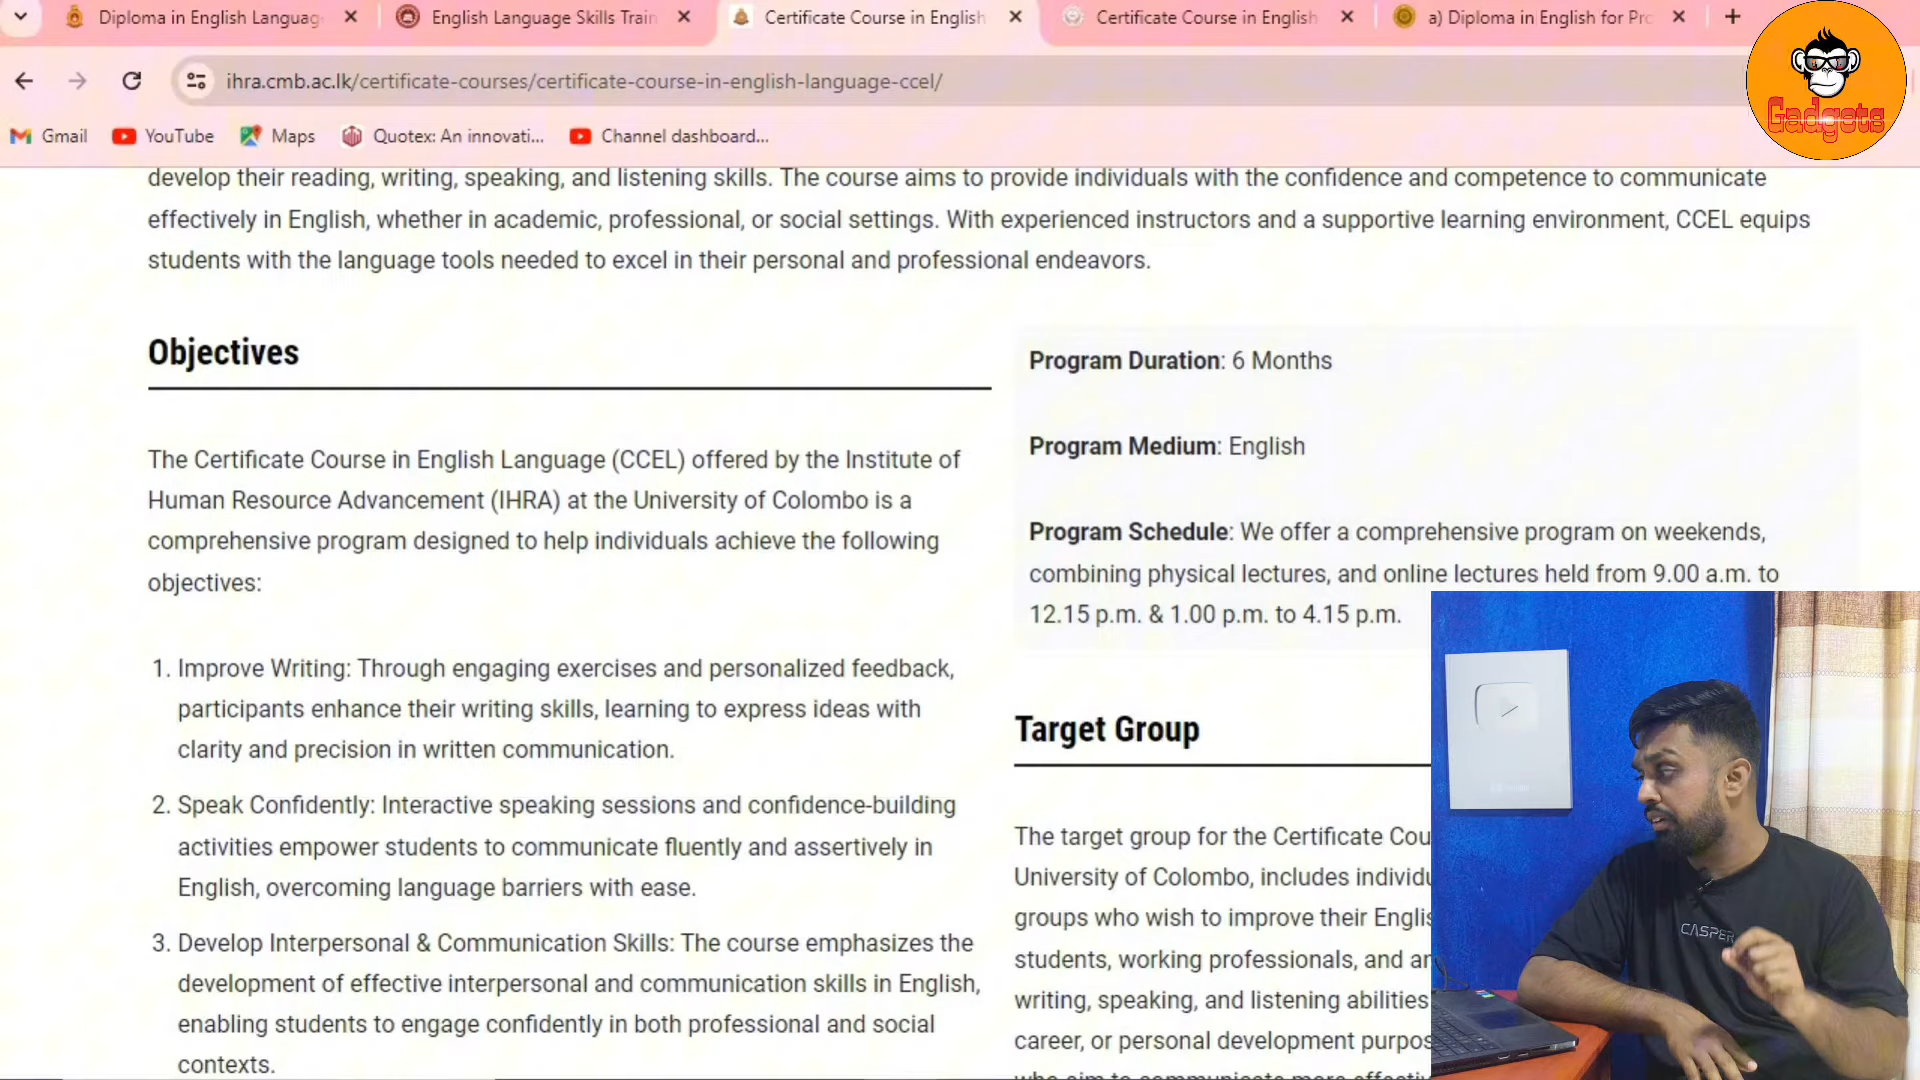 Diploma in English Languag
English Language Skills Train
Certificate Course in English
Certificate Course in English
a) Diploma in English for Pro
ihra.cmb.ac.lk/certificate-courses/certificate-course-in-english-language-ccel/
Gmail
YouTube
Maps
Quotex: An innovati...
Channel dashboard...
Gadgets
develop their reading, writing, speaking, and listening skills. The course aims to provide individuals with the confidence and competence to communicate
effectively in English, whether in academic, professional, or social settings. With experienced instructors and a supportive learning environment, CCEL equips
students with the language tools needed to excel in their personal and professional endeavors.
Objectives
The Certificate Course in English Language (CCEL) offered by the Institute of
Human Resource Advancement (IHRA) at the University of Colombo is a
comprehensive program designed to help individuals achieve the following
objectives:
1. Improve Writing: Through engaging exercises and personalized feedback,
participants enhance their writing skills, learning to express ideas with
clarity and precision in written communication.
2. Speak Confidently: Interactive speaking sessions and confidence-building
activities empower students to communicate fluently and assertively in
English, overcoming language barriers with ease.
3. Develop Interpersonal & Communication Skills: The course emphasizes the
development of effective interpersonal and communication skills in English,
enabling students to engage confidently in both professional and social
contexts.
Program Duration: 6 Months
Program Medium: English
Program Schedule: We offer a comprehensive program on weekends,
combining physical lectures, and online lectures held from 9.00 a.m. to
12.15 p.m. & 1.00 p.m. to 4.15 p.m.
Target Group
The target group for the Certificate Cou
University of Colombo, includes individu
groups who wish to improve their Englis
students, working professionals, and an
writing, speaking, and listening abilities
career, or personal development purpos
who aim to communicate more effectiv
CASPER